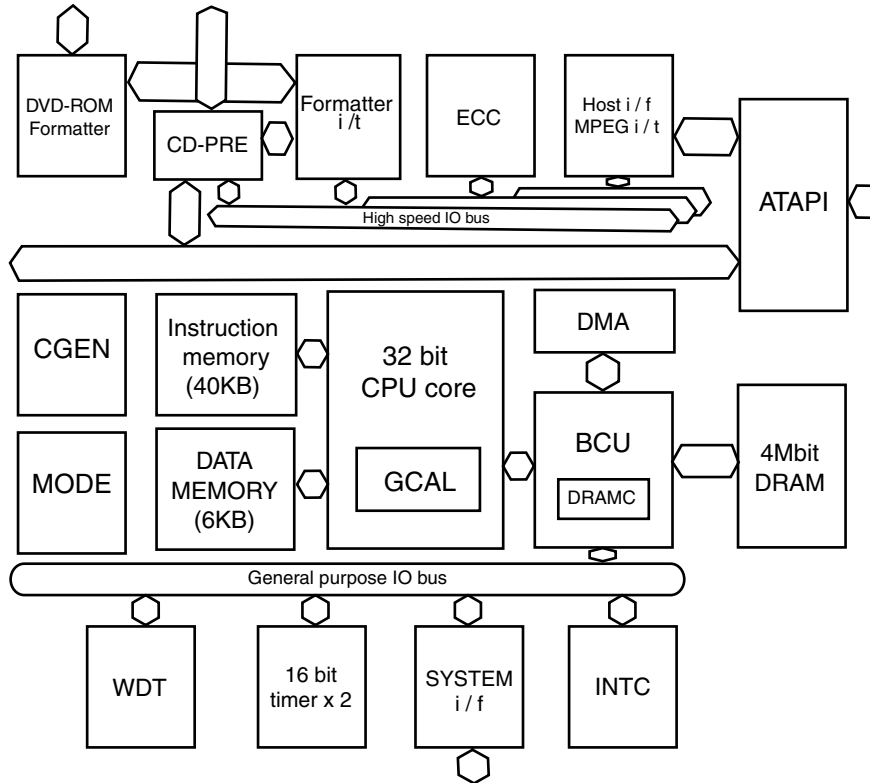 DVD-ROM
Formatter
CD-PRE
Formatter
i /t
ECC
Host i / f
MPEG i / t
ATAPI
High speed IO bus
CGEN
Instruction
memory
(40KB)
32 bit
CPU core
GCAL
DMA
BCU
DRAMC
4Mbit
DRAM
MODE
DATA
MEMORY
(6KB)
General purpose IO bus
WDT
16 bit
timer x 2
SYSTEM
i / f
INTC